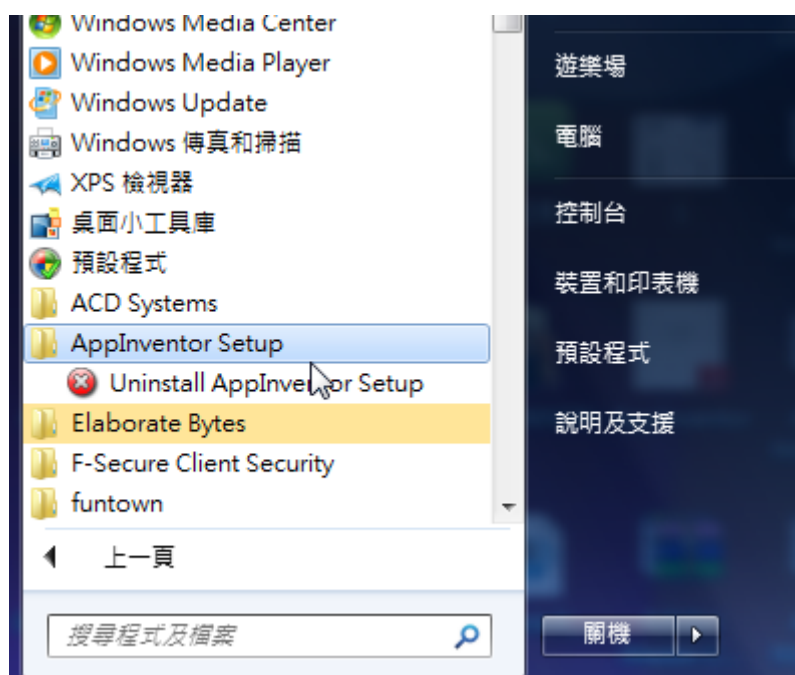 Windows Media Center
Windows Media Player
Windows Update
Windows 傳真和掃描
XPS 檢視器
桌面小工具庫
預設程式
ACD Systems
AppInventor Setup
Uninstall AppInventor Setup
Elaborate Bytes
F-Secure Client Security
funtown
上一頁
搜尋程式及檔案
遊樂場
電腦
控制台
裝置和印表機
預設程式
說明及支援
關機